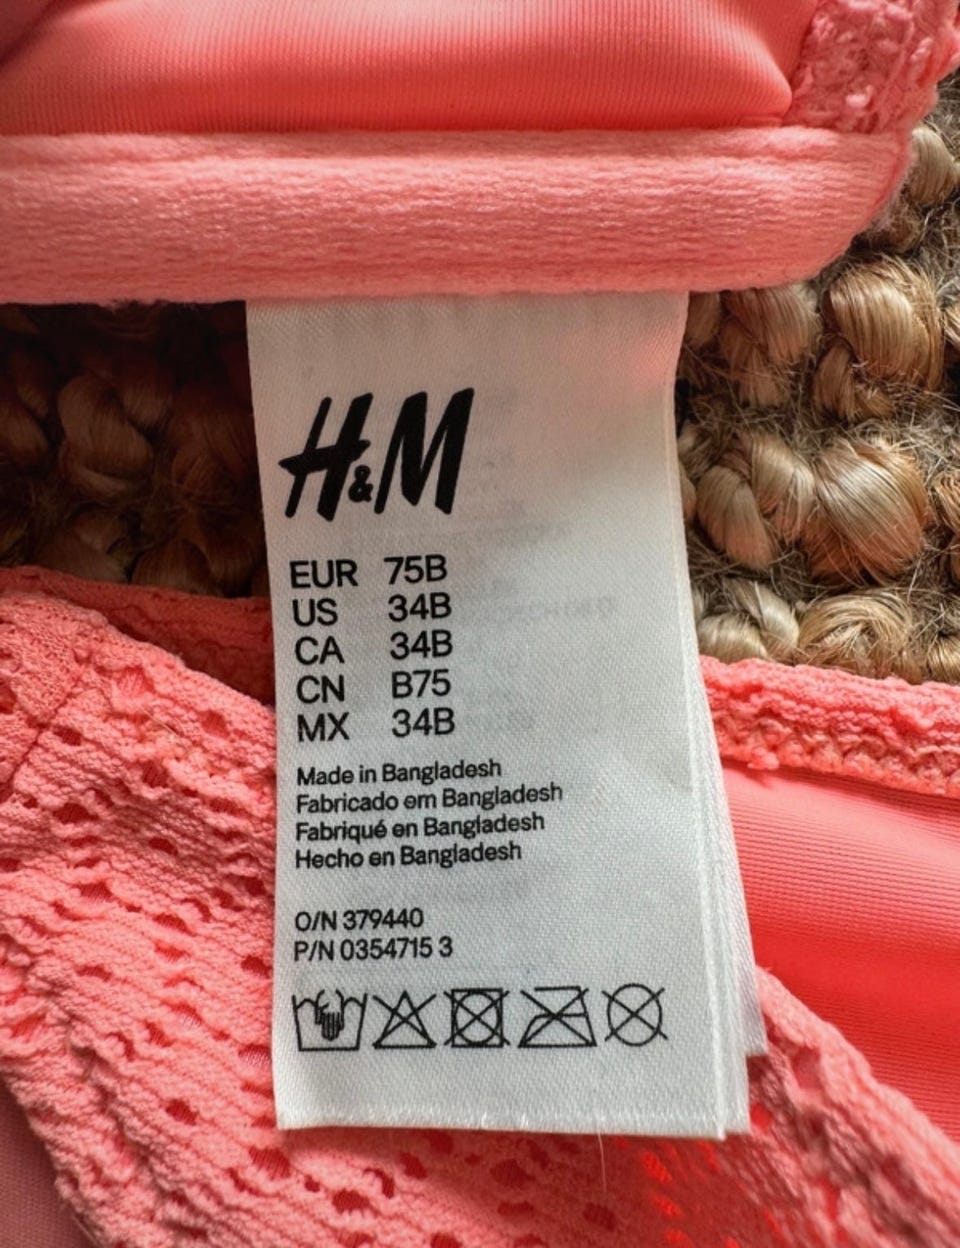 H&M
EUR 75B
US 34B
CA 34B
CN B75
MX 34B
Made in Bangladesh
Fabricado em Bangladesh
Fabriqué en Bangladesh
Hecho en Bangladesh
O/N 379440
P/N 0354715 3